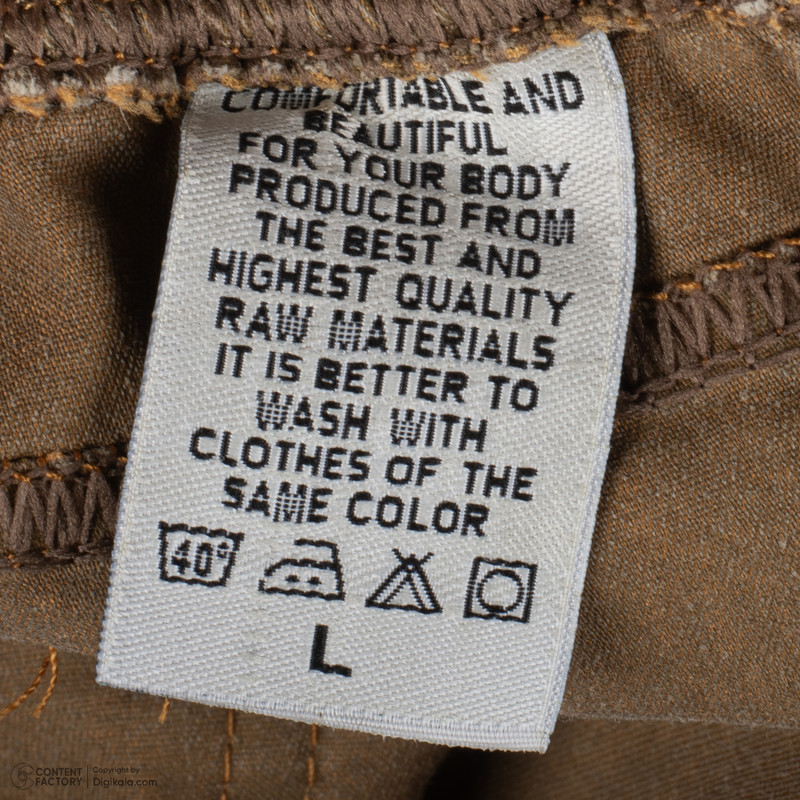 COMFORTABLE AND
BEAUTIFUL
FOR YOUR BODY
PRODUCED FROM
THE BEST AND
HIGHEST QUALITY
RAW MATERIALS
IT IS BETTER TO
WASH WITH
CLOTHES OF THE
SAME COLOR
40°
L
CONTENT FACTORY
Copyright by
Digikala.com